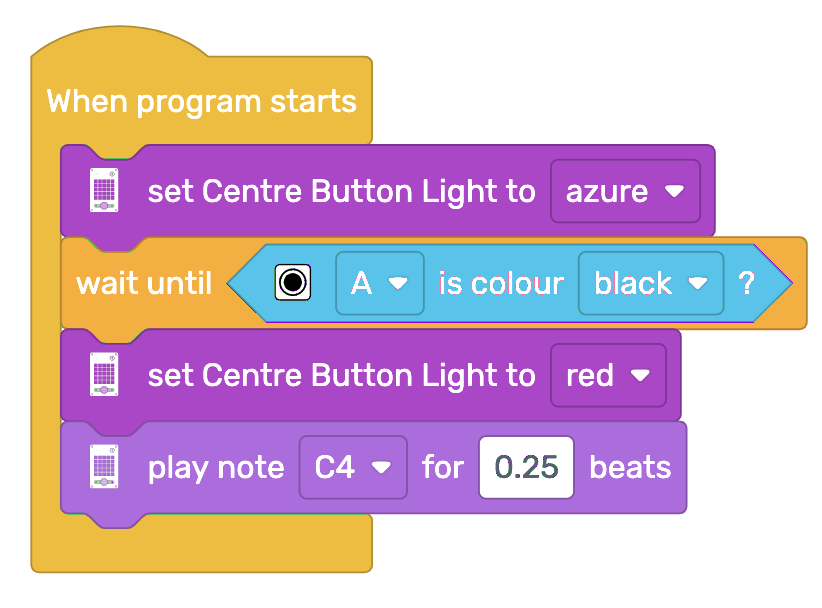 When program starts
set Centre Button Light to azure
wait until A is colour black ?
set Centre Button Light to red
play note C4 for 0.25 beats